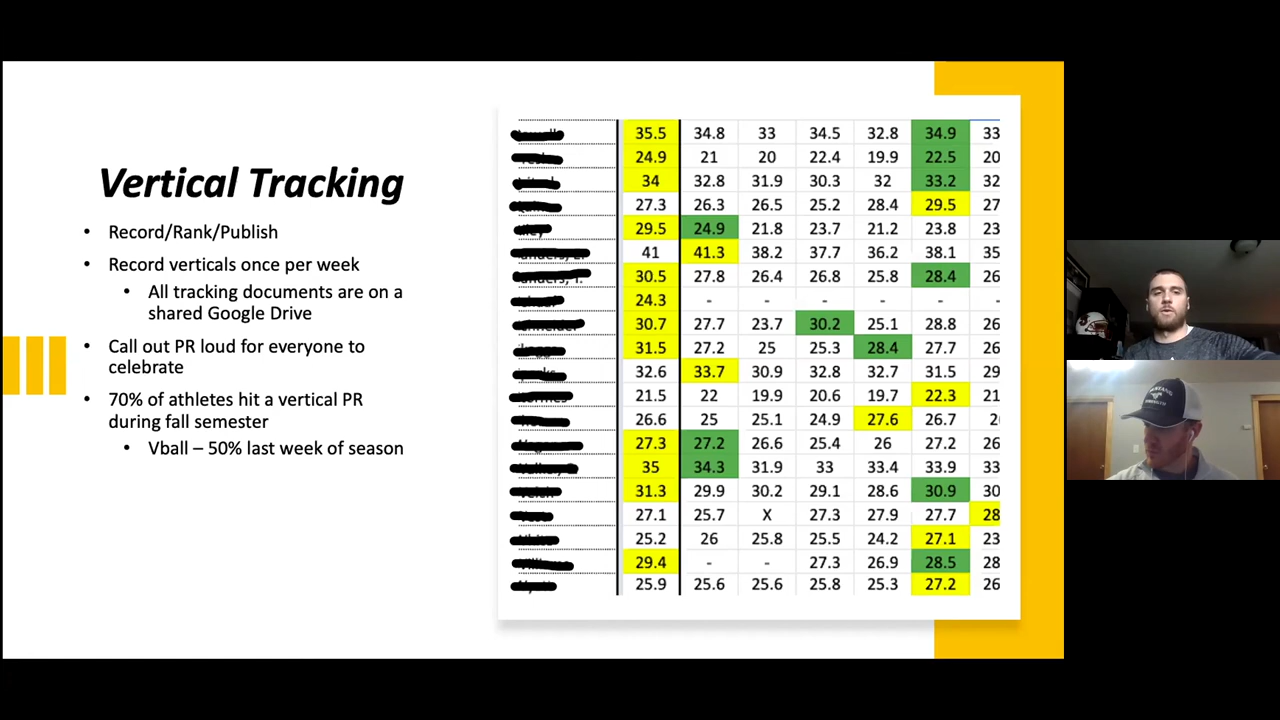 Vertical Tracking
• Record/Rank/Publish
• Record verticals once per week
• All tracking documents are on a
shared Google Drive
• Call out PR loud for everyone to
celebrate
• 70% of athletes hit a vertical PR
during fall semester
• Vball – 50% last week of season
35.5 34.8 33 34.5 32.8 34.9 33
24.9 21 20 22.4 19.9 22.5 20
34 32.8 31.9 30.3 32 33.2 32
27.3 26.3 26.5 25.2 28.4 29.5 27
29.5 24.9 21.8 23.7 21.2 23.8 23
41 41.3 38.2 37.7 36.2 38.1 35
30.5 27.8 26.4 26.8 25.8 28.4 26
24.3 - - - - - -
30.7 27.7 23.7 30.2 25.1 28.8 26
31.5 27.2 25 25.3 28.4 27.7 26
32.6 33.7 30.9 32.8 32.7 31.5 29
21.5 22 19.9 20.6 19.7 22.3 21
26.6 25 25.1 24.9 27.6 26.7
27.3 27.2 26.6 25.4 26 27.2 26
35 34.3 31.9 33 33.4 33.9 33
31.3 29.9 30.2 29.1 28.6 30.9 30
27.1 25.7 X 27.3 27.9 27.7 28
25.2 26 25.8 25.5 24.2 27.1 23
29.4 - - 27.3 26.9 28.5 28
25.9 25.6 25.6 25.8 25.3 27.2 26